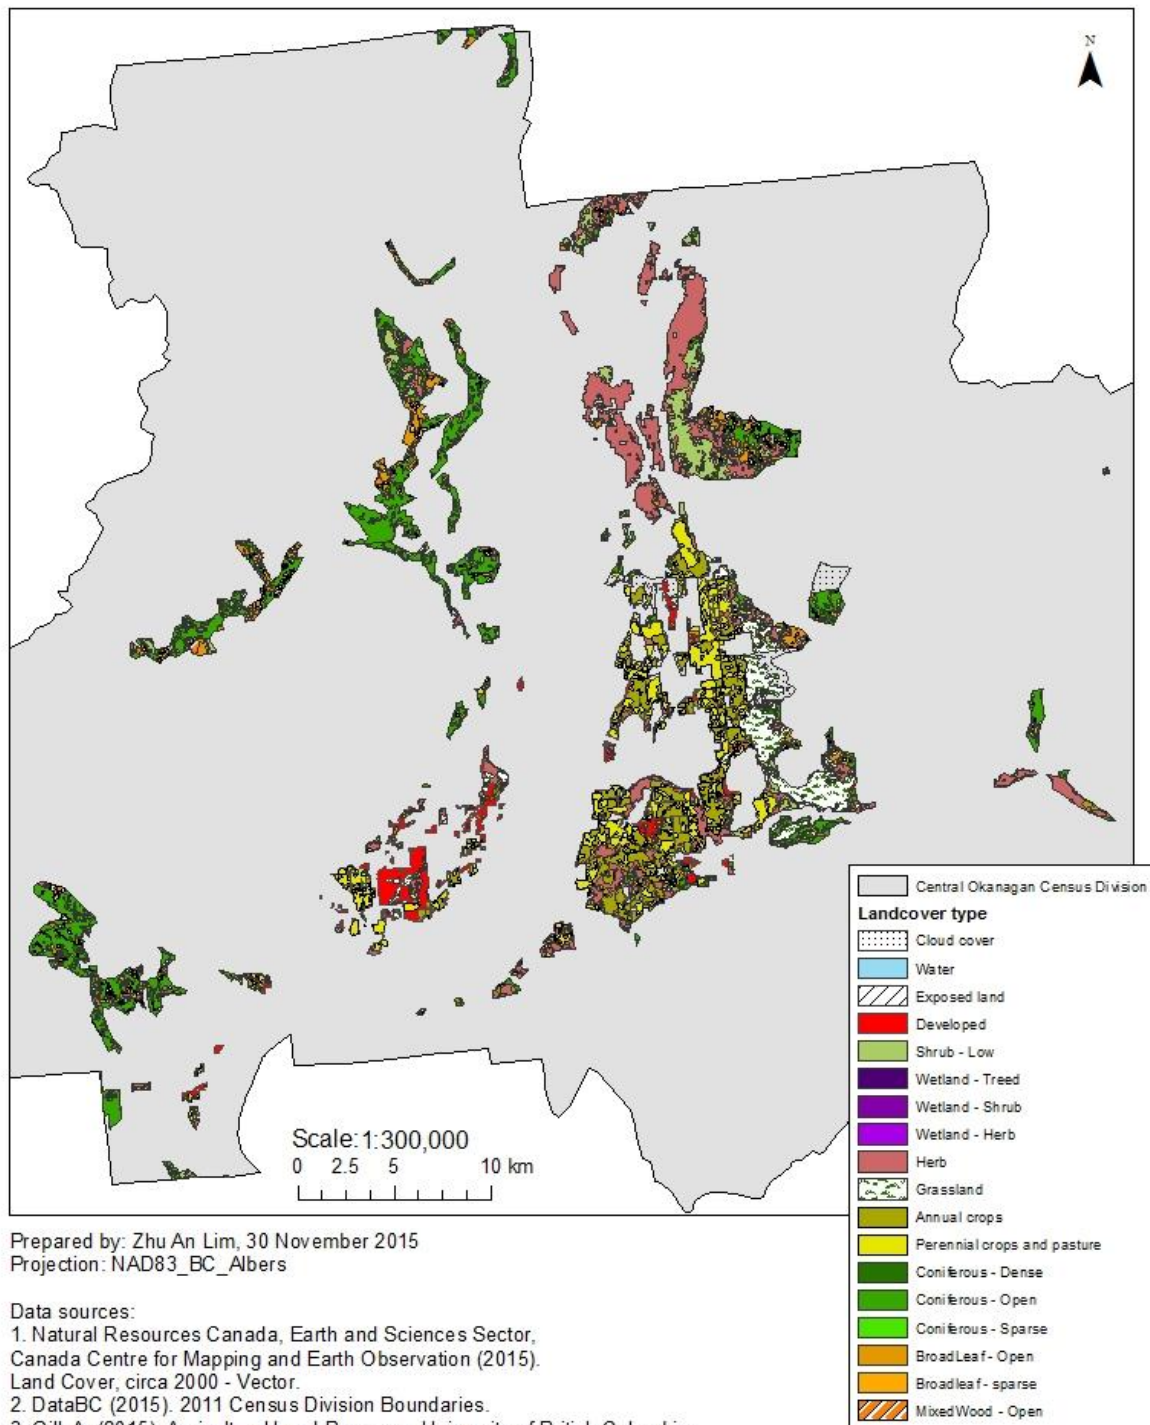 N
Central Okanagan Census Division
Landcover type
Cloud cover
Water
Exposed land
Developed
Shrub - Low
Wetland - Treed
Wetland - Shrub
Wetland - Herb
Herb
Grassland
Annual crops
Perennial crops and pasture
Coniferous - Dense
Coniferous - Open
Coniferous - Sparse
BroadLeaf - Open
Broadleaf - sparse
MixedWood - Open
Scale: 1:300,000
0 2.5 5 10 km
Prepared by: Zhu An Lim, 30 November 2015
Projection: NAD83_BC_Albers
Data sources:
1. Natural Resources Canada, Earth and Sciences Sector,
Canada Centre for Mapping and Earth Observation (2015).
Land Cover, circa 2000 - Vector.
2. DataBC (2015). 2011 Census Division Boundaries.